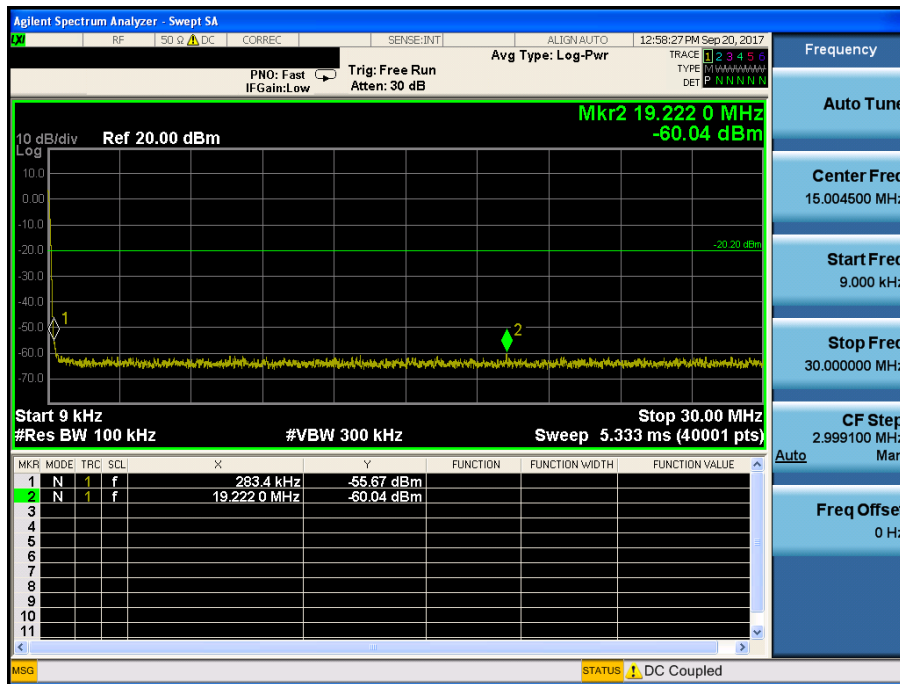 Agilent Spectrum Analyzer - Swept SA
LXI RF 50 Ω DC CORREC SENSE:INT ALIGN AUTO 12:58:27 PM Sep 20, 2017
PNO: Fast
IFGain:Low
Trig: Free Run
Atten: 30 dB
Avg Type: Log-Pwr
TRACE 1 2 3 4 5 6
TYPE M
DET P N N N N N
Mkr2 19.222 0 MHz
-60.04 dBm
10 dB/div Ref 20.00 dBm
Log
10.0
0.00
-10.0
-20.0
-20.20 dBm
-30.0
-40.0
-50.0
1
2
-60.0
-70.0
Start 9 kHz Stop 30.00 MHz
#Res BW 100 kHz #VBW 300 kHz Sweep 5.333 ms (40001 pts)
MKR MODE TRC SCL X Y FUNCTION FUNCTION WIDTH FUNCTION VALUE
1 N 1 f 283.4 kHz -55.67 dBm
2 N 1 f 19.222 0 MHz -60.04 dBm
3
4
5
6
7
8
9
10
11
MSG STATUS DC Coupled
Frequency
Auto Tune
Center Freq
15.004500 MHz
Start Freq
9.000 kHz
Stop Freq
30.000000 MHz
CF Step
2.999100 MHz
Auto Man
Freq Offset
0 Hz